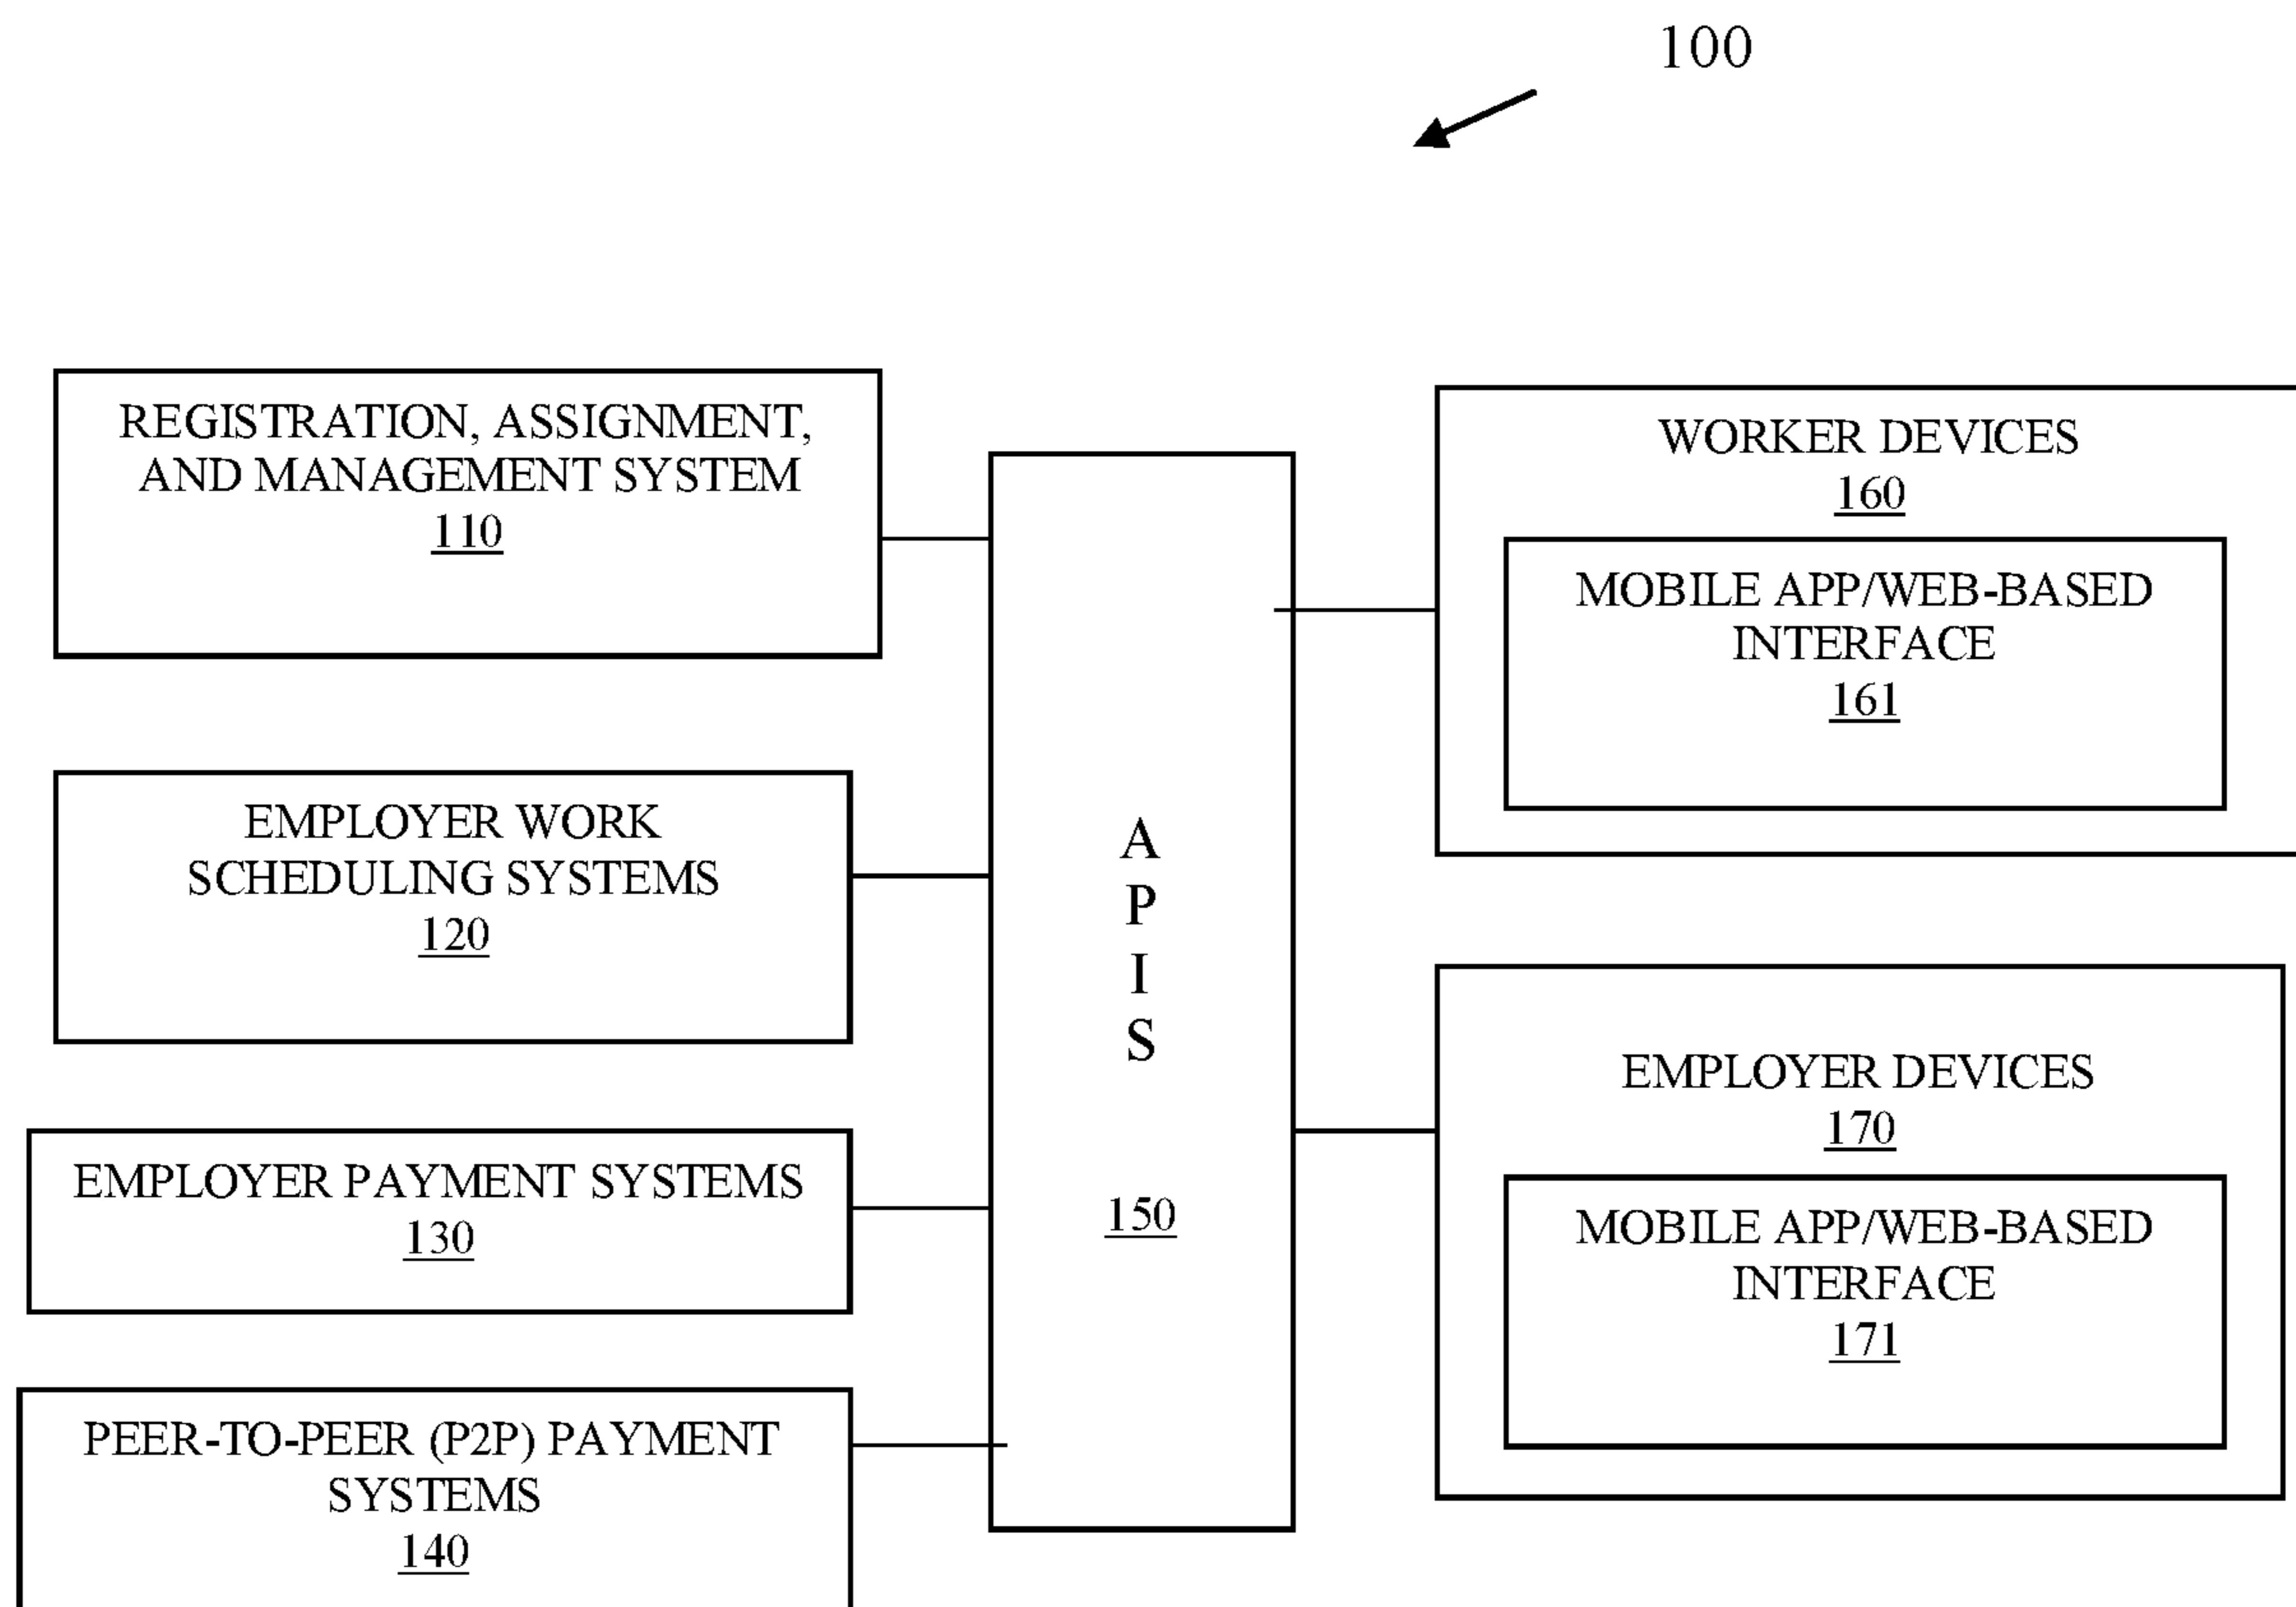 100
REGISTRATION, ASSIGNMENT,
AND MANAGEMENT SYSTEM
110
EMPLOYER WORK
SCHEDULING SYSTEMS
120
EMPLOYER PAYMENT SYSTEMS
130
PEER-TO-PEER (P2P) PAYMENT
SYSTEMS
140
A
P
I
S
150
WORKER DEVICES
160
MOBILE APP/WEB-BASED
INTERFACE
161
EMPLOYER DEVICES
170
MOBILE APP/WEB-BASED
INTERFACE
171